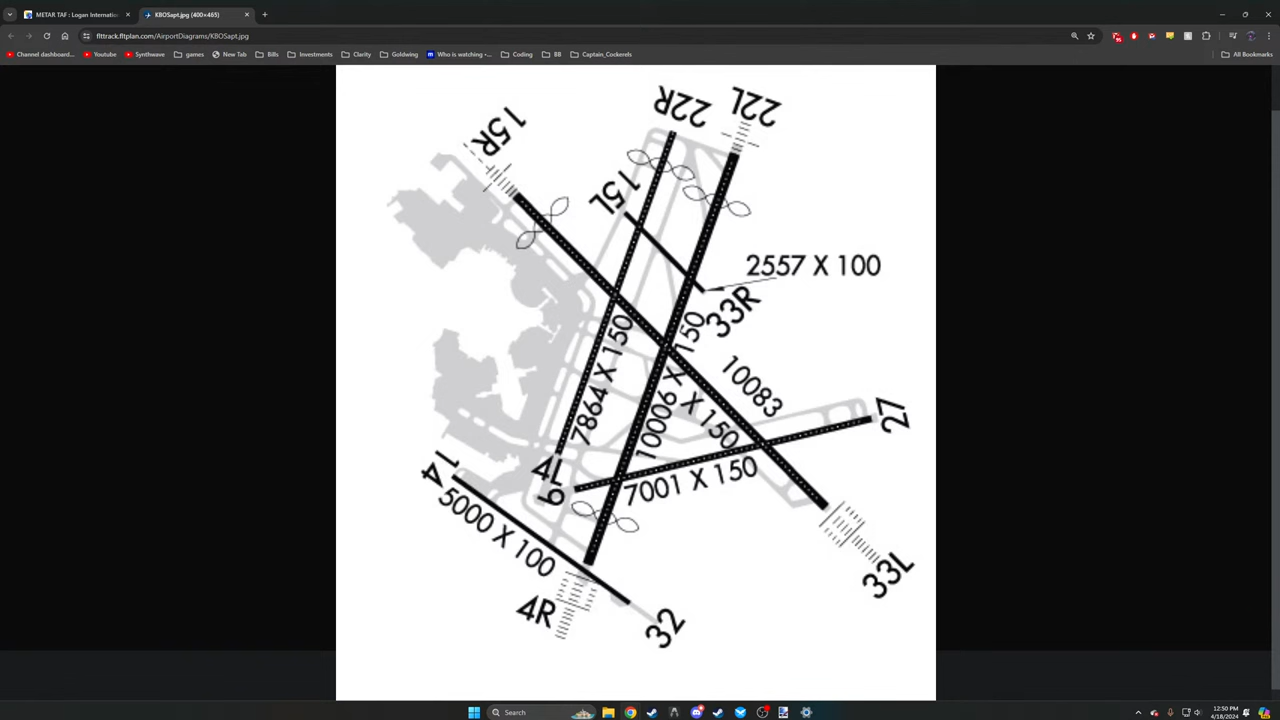 METAR TAF : Logan Internatio
KBOSapt.jpg (400×465)
flttrack.fltplan.com/AirportDiagrams/KBOSapt.jpg
Channel dashboard...
Youtube
Synthwave
games
New Tab
Bills
Investments
Clarity
Goldwing
Who is watching -...
Coding
BB
Captain_Cockerels
All Bookmarks
22R
22L
15R
15L
2557 X 100
33R
7864 X 150
10006 X 150
10083 X 150
27
4L
9
7001 X 150
14
5000 X 100
4R
32
33L
Search
12:50 PM
4/18/2024